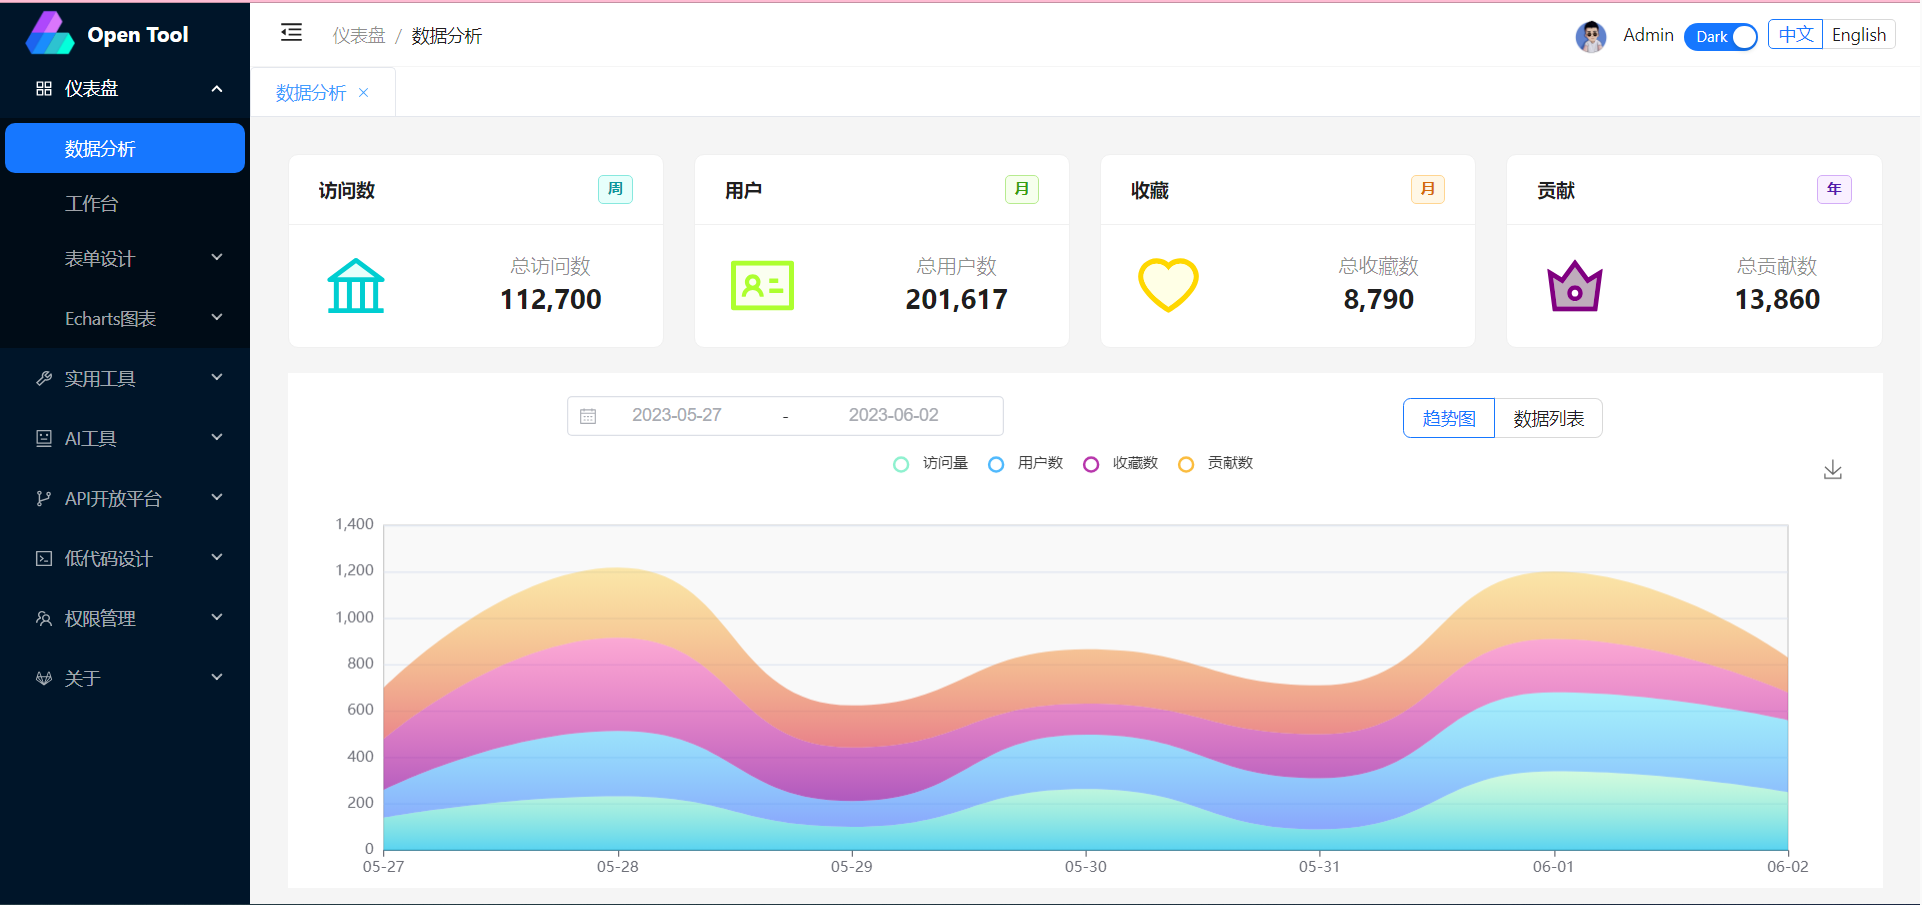 Open Tool
仪表盘
数据分析
工作台
表单设计
Echarts图表
实用工具
AI工具
API开放平台
低代码设计
权限管理
关于
仪表盘 / 数据分析
Admin Dark 中文 English
数据分析 ×
访问数 周
总访问数
112,700
用户 月
总用户数
201,617
收藏 月
总收藏数
8,790
贡献 年
总贡献数
13,860
2023-05-27 - 2023-06-02
趋势图 数据列表
访问量 用户数 收藏数 贡献数
1,400
1,200
1,000
800
600
400
200
0
05-27 05-28 05-29 05-30 05-31 06-01 06-02